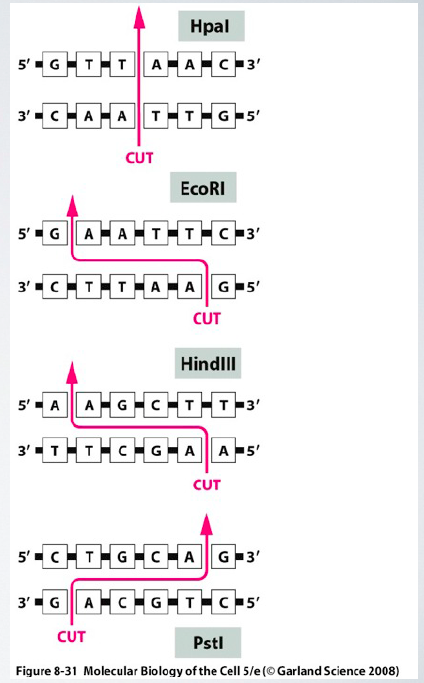 HpaI
5′ G T T A A C 3′
3′ C A A T T G 5′
CUT
EcoRI
5′ G A A T T C 3′
3′ C T T A A G 5′
CUT
HindIII
5′ A A G C T T 3′
3′ T T C G A A 5′
CUT
5′ C T G C A G 3′
3′ G A C G T C 5′
CUT
PstI
Figure 8-31 Molecular Biology of the Cell 5/e (© Garland Science 2008)